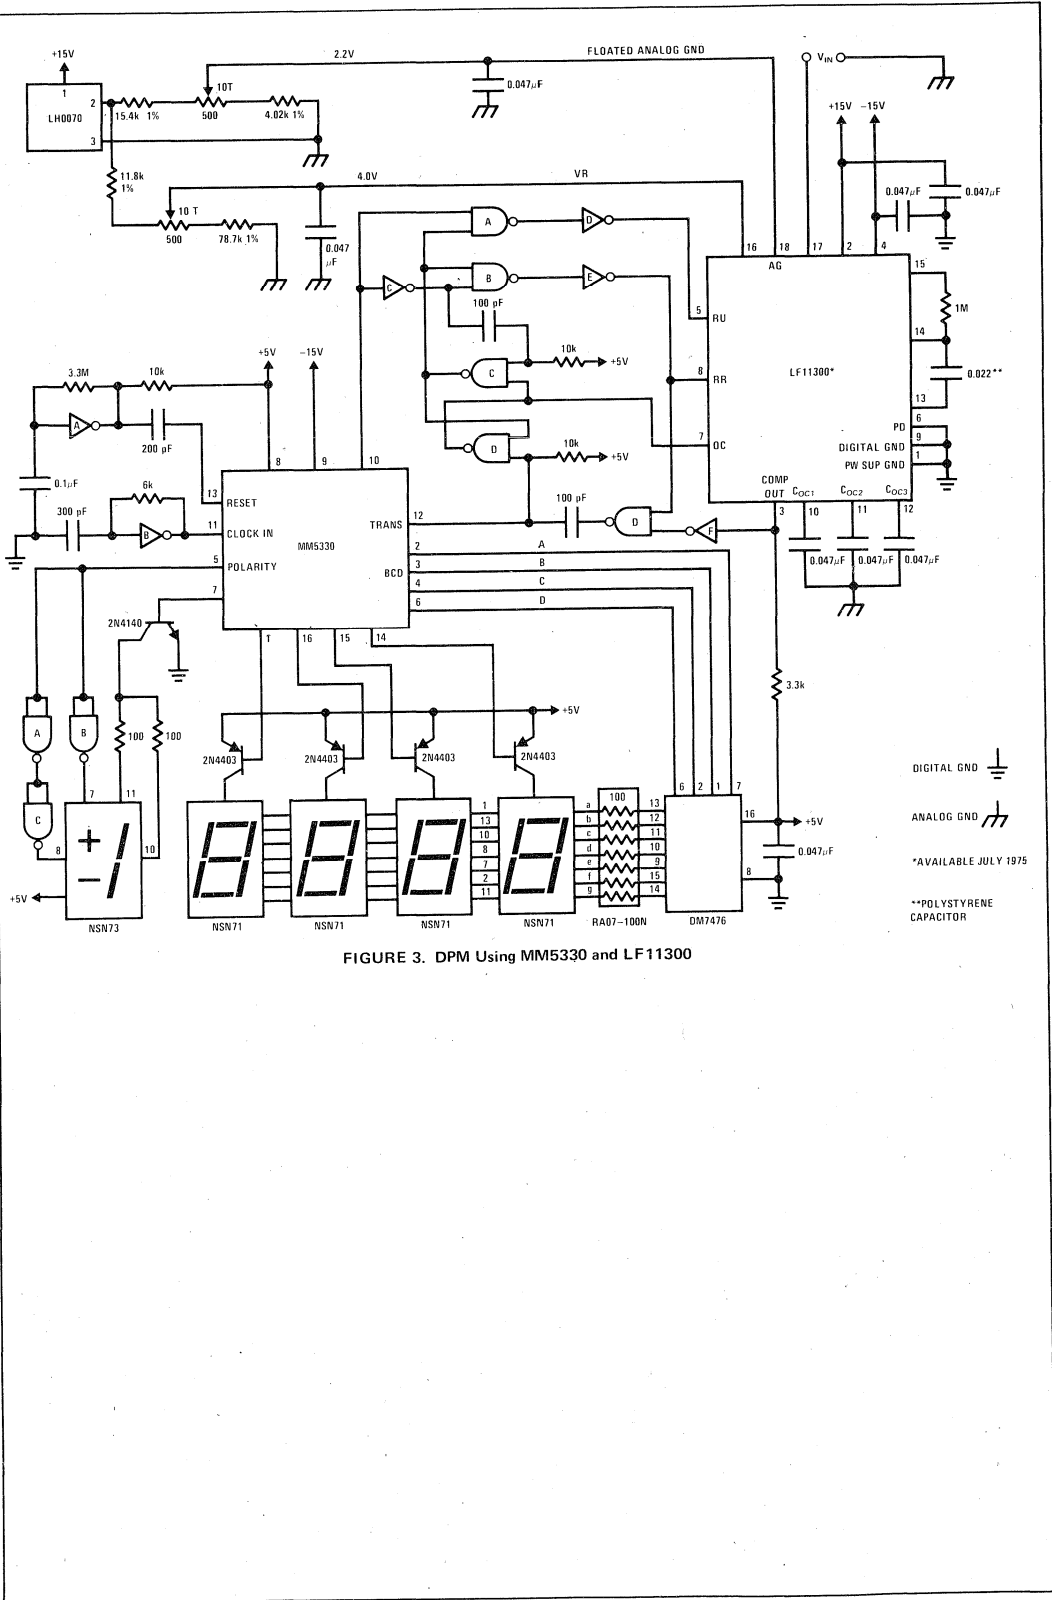 +15V
1
LH0070
2
3
15.4k 1%
10T
500
4.02k 1%
2.2V
FLOATED ANALOG GND
0.047µF
V_IN
+15V -15V
0.047µF
0.047µF
11.8k
1%
10 T
500
78.7k 1%
4.0V
VR
0.047
µF
A
D
B
E
C
100 pF
10k
+5V
C
D
10k
+5V
16
18
17
2
4
AG
5
RU
8
RR
7
OC
LF11300*
15
1M
14
0.022**
13
6
PD
9
DIGITAL GND
1
PW SUP GND
COMP
OUT
C_OC1
C_OC2
C_OC3
3
10
11
12
0.047µF
0.047µF
0.047µF
3.3M
10k
+5V
-15V
A
200 pF
0.1µF
300 pF
6k
B
8
9
10
13
RESET
11
CLOCK IN
5
POLARITY
7
MM5330
TRANS
12
BCD
2
3
4
6
A
B
C
D
100 pF
D
F
1
16
15
14
2N4140
3.3k
A
B
C
100
100
7
11
8
10
+5V
NSN73
+5V
2N4403
2N4403
2N4403
2N4403
NSN71
NSN71
NSN71
NSN71
1
13
10
8
7
2
11
a
b
c
d
e
f
g
100
RA07-100N
13
12
11
10
9
15
14
6
2
1
7
16
8
DM7476
+5V
0.047µF
DIGITAL GND
ANALOG GND
*AVAILABLE JULY 1975
**POLYSTYRENE
CAPACITOR
FIGURE 3. DPM Using MM5330 and LF11300